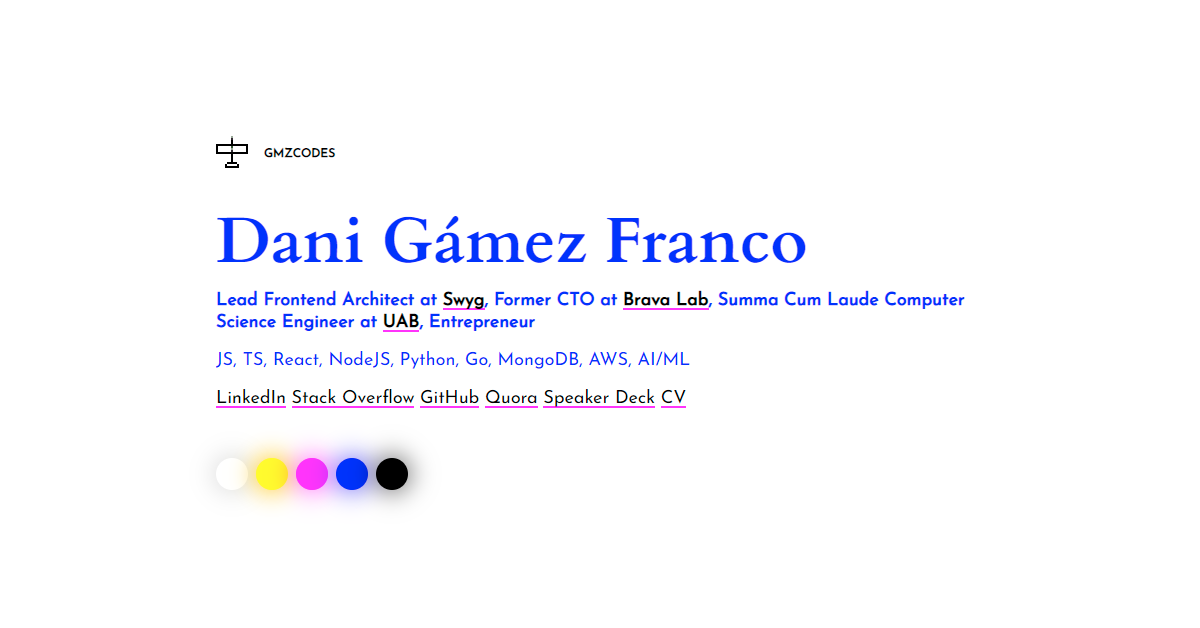 GMZCODES
Dani Gámez Franco
Lead Frontend Architect at Swyg, Former CTO at Brava Lab, Summa Cum Laude Computer
Science Engineer at UAB, Entrepreneur
JS, TS, React, NodeJS, Python, Go, MongoDB, AWS, AI/ML
LinkedIn Stack Overflow GitHub Quora Speaker Deck CV